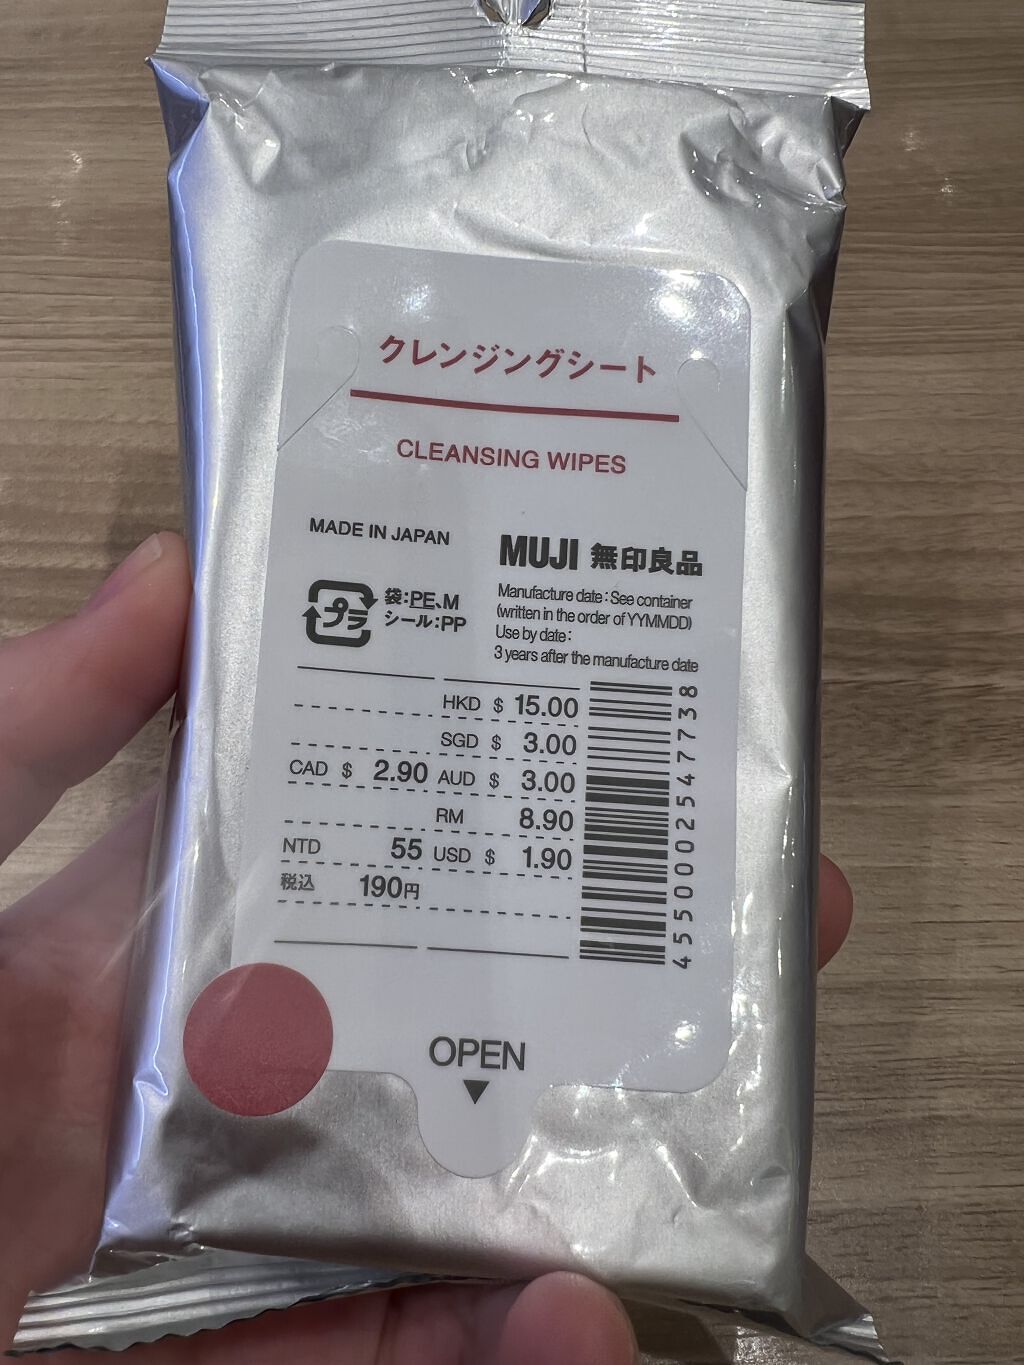 クレンジングシート
CLEANSING WIPES
MADE IN JAPAN
MUJI 無印良品
プラ
袋:PE、M
シール:PP
Manufacture date : See container
(written in the order of YYMMDD)
Use by date :
3 years after the manufacture date
HKD $ 15.00
SGD $ 3.00
CAD $ 2.90 AUD $ 3.00
RM 8.90
NTD 55 USD $ 1.90
税込 190円
4550002547738
OPEN